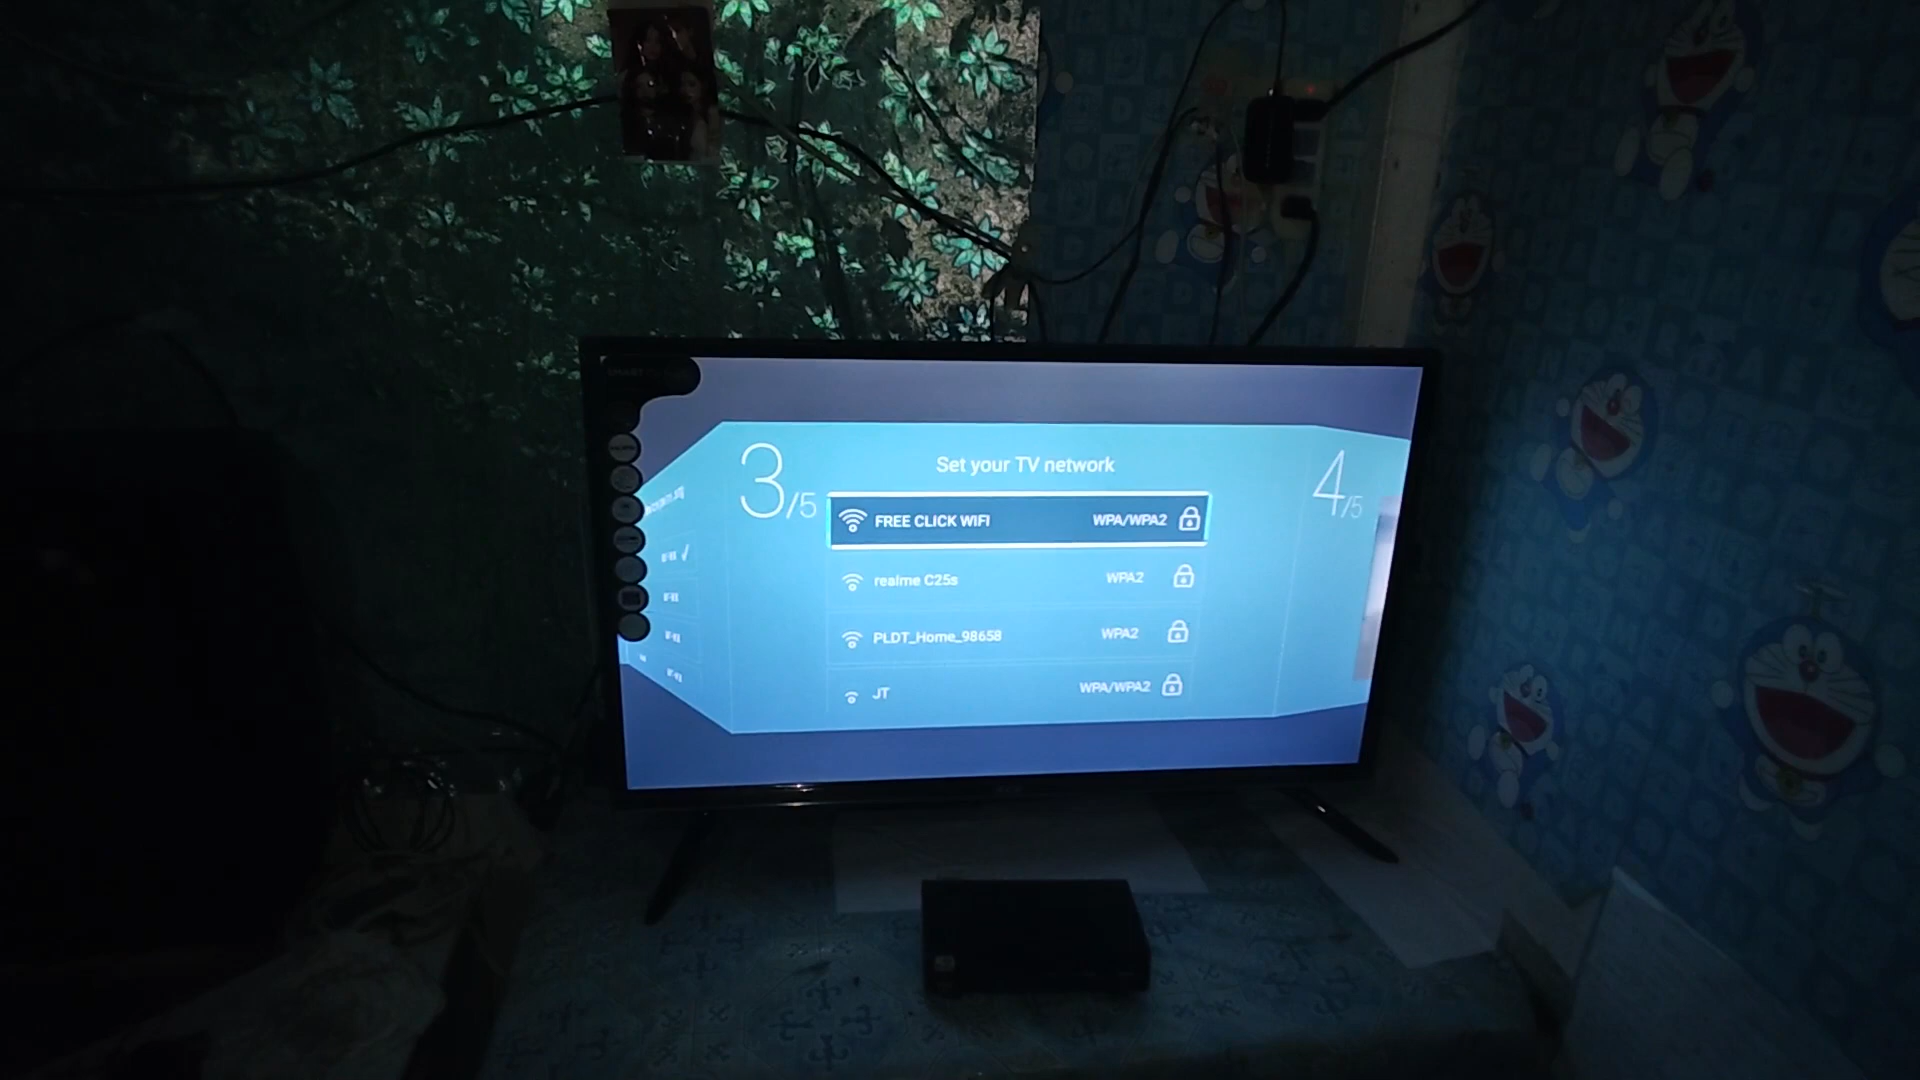 3/5
Set your TV network
FREE CLICK WIFI WPA/WPA2
realme C25s WPA2
PLDT_Home_98658 WPA2
JT WPA/WPA2
4/5